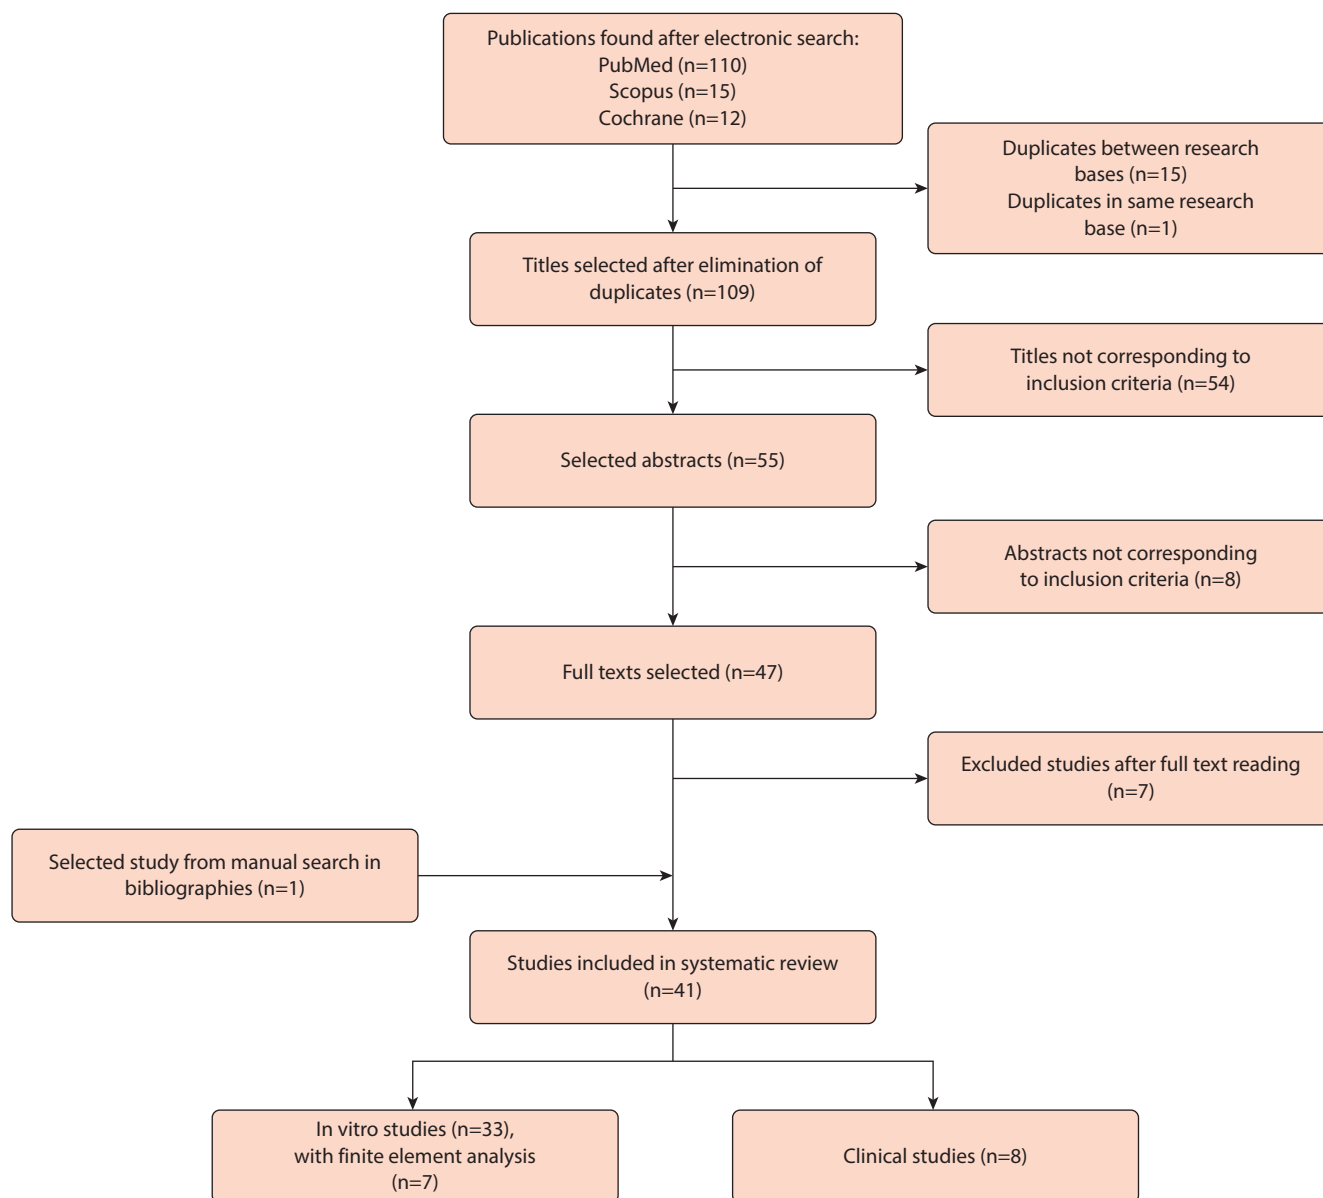 Publications found after electronic search:
PubMed (n=110)
Scopus (n=15)
Cochrane (n=12)
Duplicates between research
bases (n=15)
Duplicates in same research
base (n=1)
Titles selected after elimination of
duplicates (n=109)
Titles not corresponding to
inclusion criteria (n=54)
Selected abstracts (n=55)
Abstracts not corresponding
to inclusion criteria (n=8)
Full texts selected (n=47)
Excluded studies after full text reading
(n=7)
Selected study from manual search in
bibliographies (n=1)
Studies included in systematic review
(n=41)
In vitro studies (n=33),
with finite element analysis
(n=7)
Clinical studies (n=8)